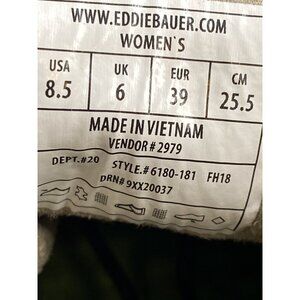 WWW.EDDIEBAUER.COM
WOMEN`S
USA UK EUR CM
8.5 6 39 25.5
MADE IN VIETNAM
VENDOR # 2979
DEPT.#20 STYLE.# 6180-181 FH18
DRN# 9XX20037